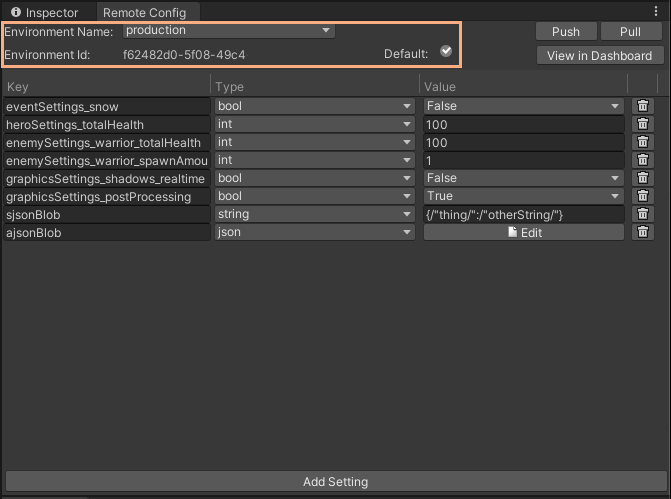 Inspector Remote Config
Environment Name: production Push Pull
Environment Id: f62482d0-5f08-49c4 Default: View in Dashboard
Key Type Value
eventSettings_snow bool False
heroSettings_totalHealth int 100
enemySettings_warrior_totalHealth int 100
enemySettings_warrior_spawnAmou int 1
graphicsSettings_shadows_realtime bool False
graphicsSettings_postProcessing bool True
sjsonBlob string {/"thing/":/"otherString/"}
ajsonBlob json Edit
Add Setting